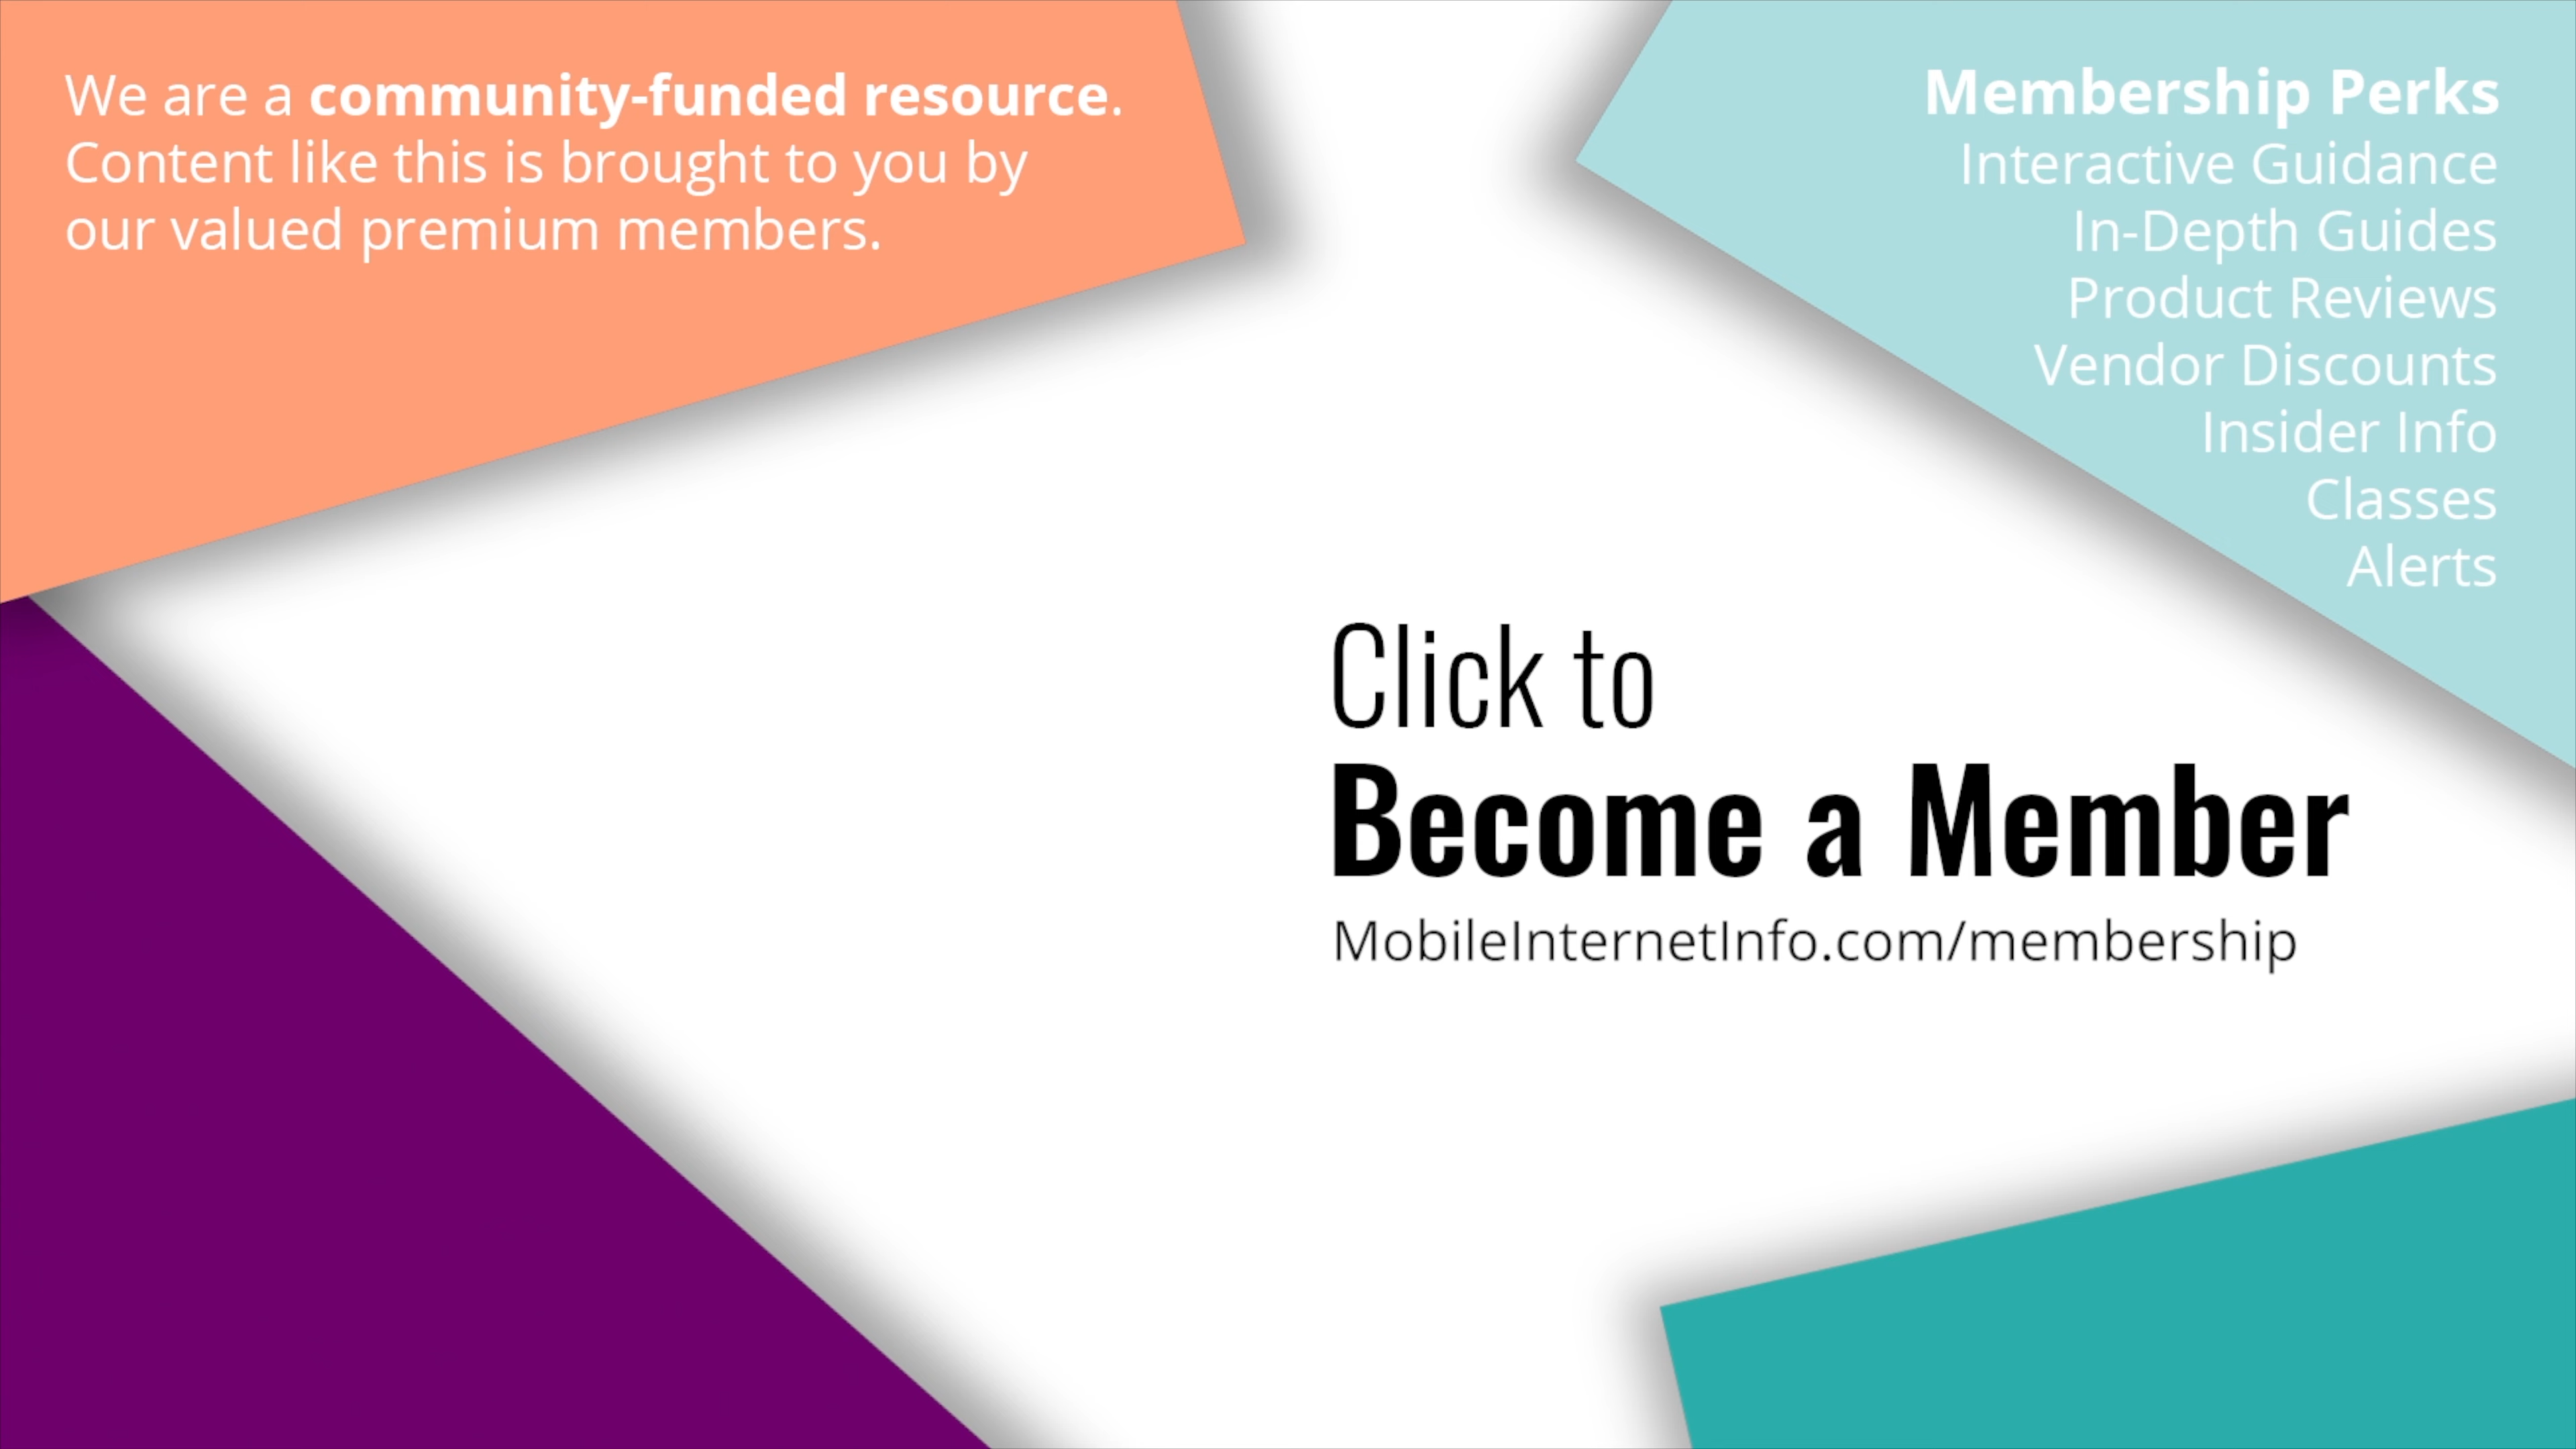 We are a community-funded resource.
Content like this is brought to you by
our valued premium members.
Membership Perks
Interactive Guidance
In-Depth Guides
Product Reviews
Vendor Discounts
Insider Info
Classes
Alerts
Click to
Become a Member
MobileInternetInfo.com/membership